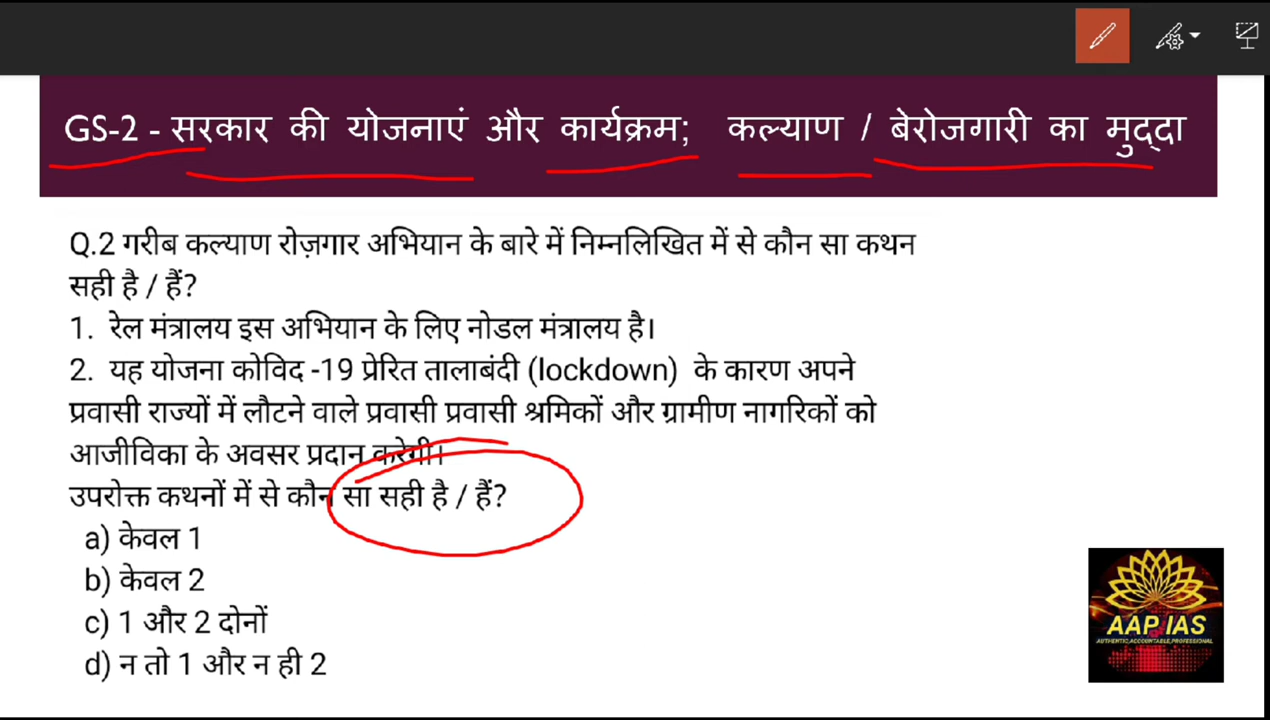 GS-2 - सरकार की योजनाएं और कार्यक्रम; कल्याण / बेरोजगारी का मुद्दा
Q.2 गरीब कल्याण रोज़गार अभियान के बारे में निम्नलिखित में से कौन सा कथन
सही है / हैं?
1. रेल मंत्रालय इस अभियान के लिए नोडल मंत्रालय है।
2. यह योजना कोविद -19 प्रेरित तालाबंदी (lockdown) के कारण अपने
प्रवासी राज्यों में लौटने वाले प्रवासी प्रवासी श्रमिकों और ग्रामीण नागरिकों को
आजीविका के अवसर प्रदान करेगी।
उपरोक्त कथनों में से कौन सा सही है / हैं?
a) केवल 1
b) केवल 2
c) 1 और 2 दोनों
d) न तो 1 और न ही 2
AAP IAS
AUTHENTIC,ACCOUNTABLE,PROFESSIONAL